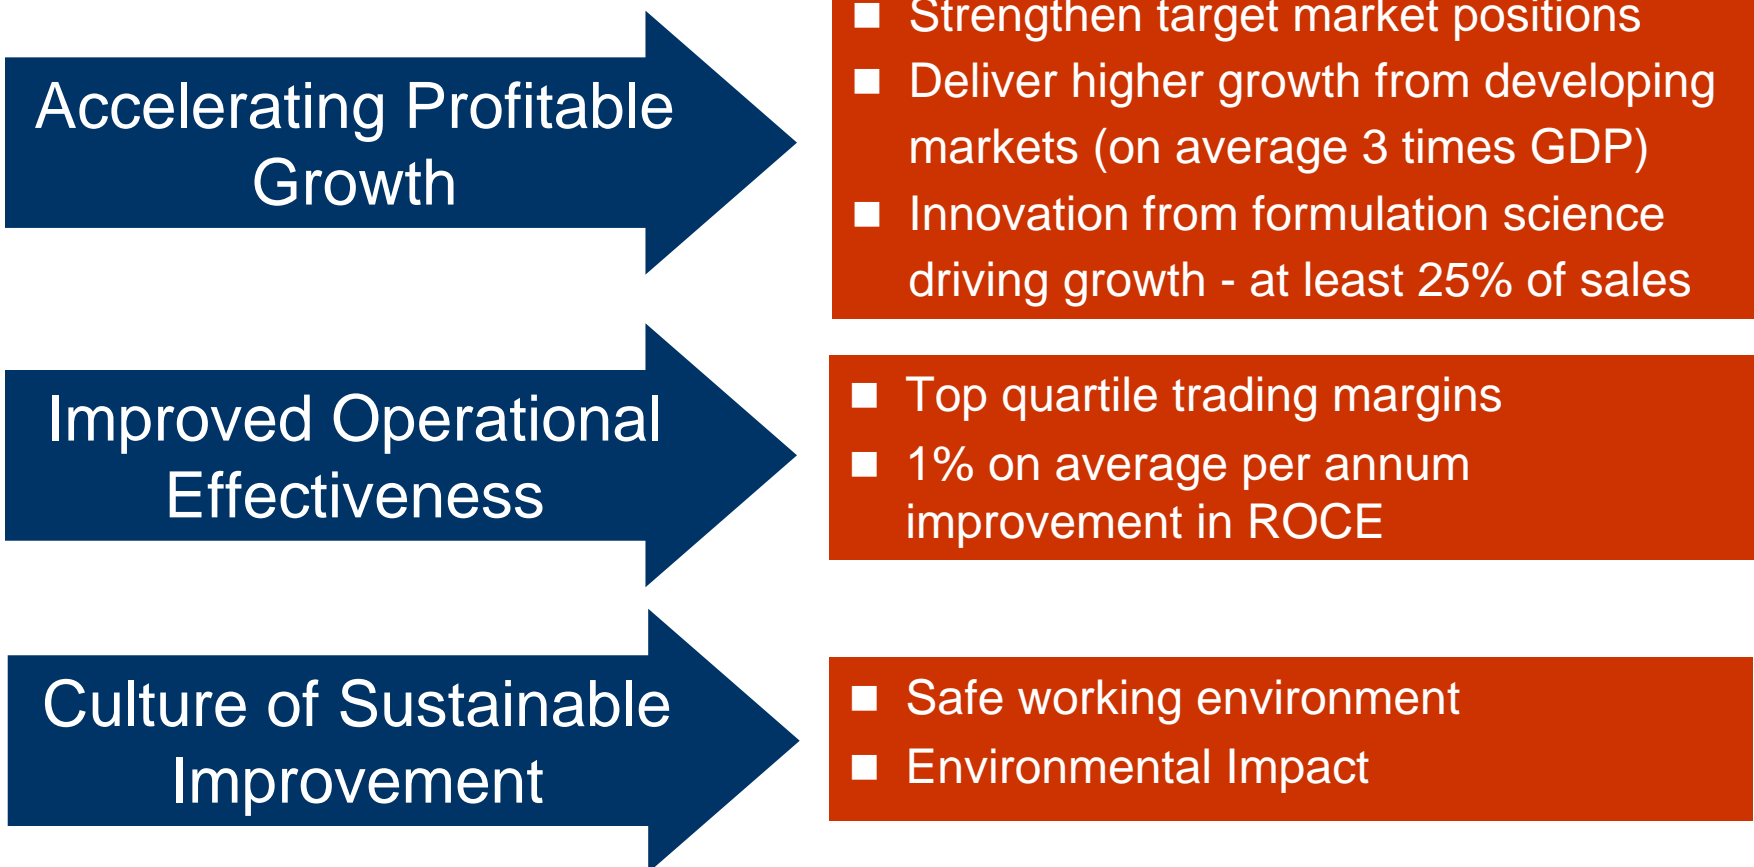 Accelerating Profitable
Growth
■ Strengthen target market positions
■ Deliver higher growth from developing
markets (on average 3 times GDP)
■ Innovation from formulation science
driving growth - at least 25% of sales
Improved Operational
Effectiveness
■ Top quartile trading margins
■ 1% on average per annum
improvement in ROCE
Culture of Sustainable
Improvement
■ Safe working environment
■ Environmental Impact